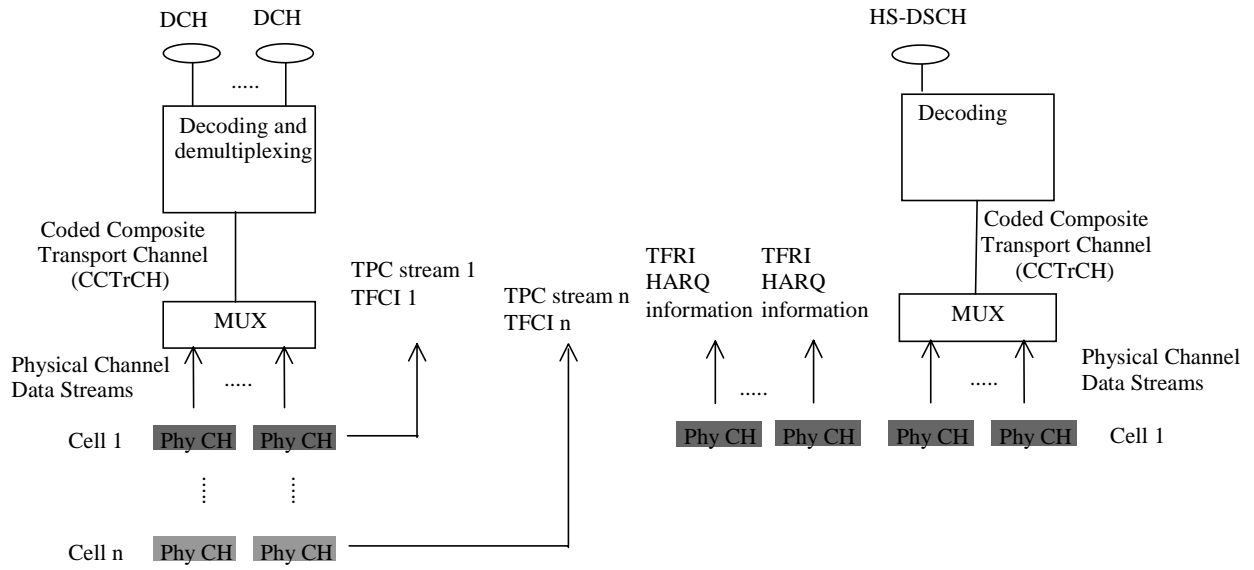 DCH
DCH
.....
Decoding and
demultiplexing
Coded Composite
Transport Channel
(CCTrCH)
MUX
Physical Channel
Data Streams
.....
TPC stream 1
TFCI 1
TPC stream n
TFCI n
Cell 1
Phy CH
Phy CH
Cell n
Phy CH
Phy CH
HS-DSCH
Decoding
Coded Composite
Transport Channel
(CCTrCH)
TFRI
HARQ
information
TFRI
HARQ
information
MUX
Physical Channel
Data Streams
.....
.....
Phy CH
Phy CH
Phy CH
Phy CH
Cell 1